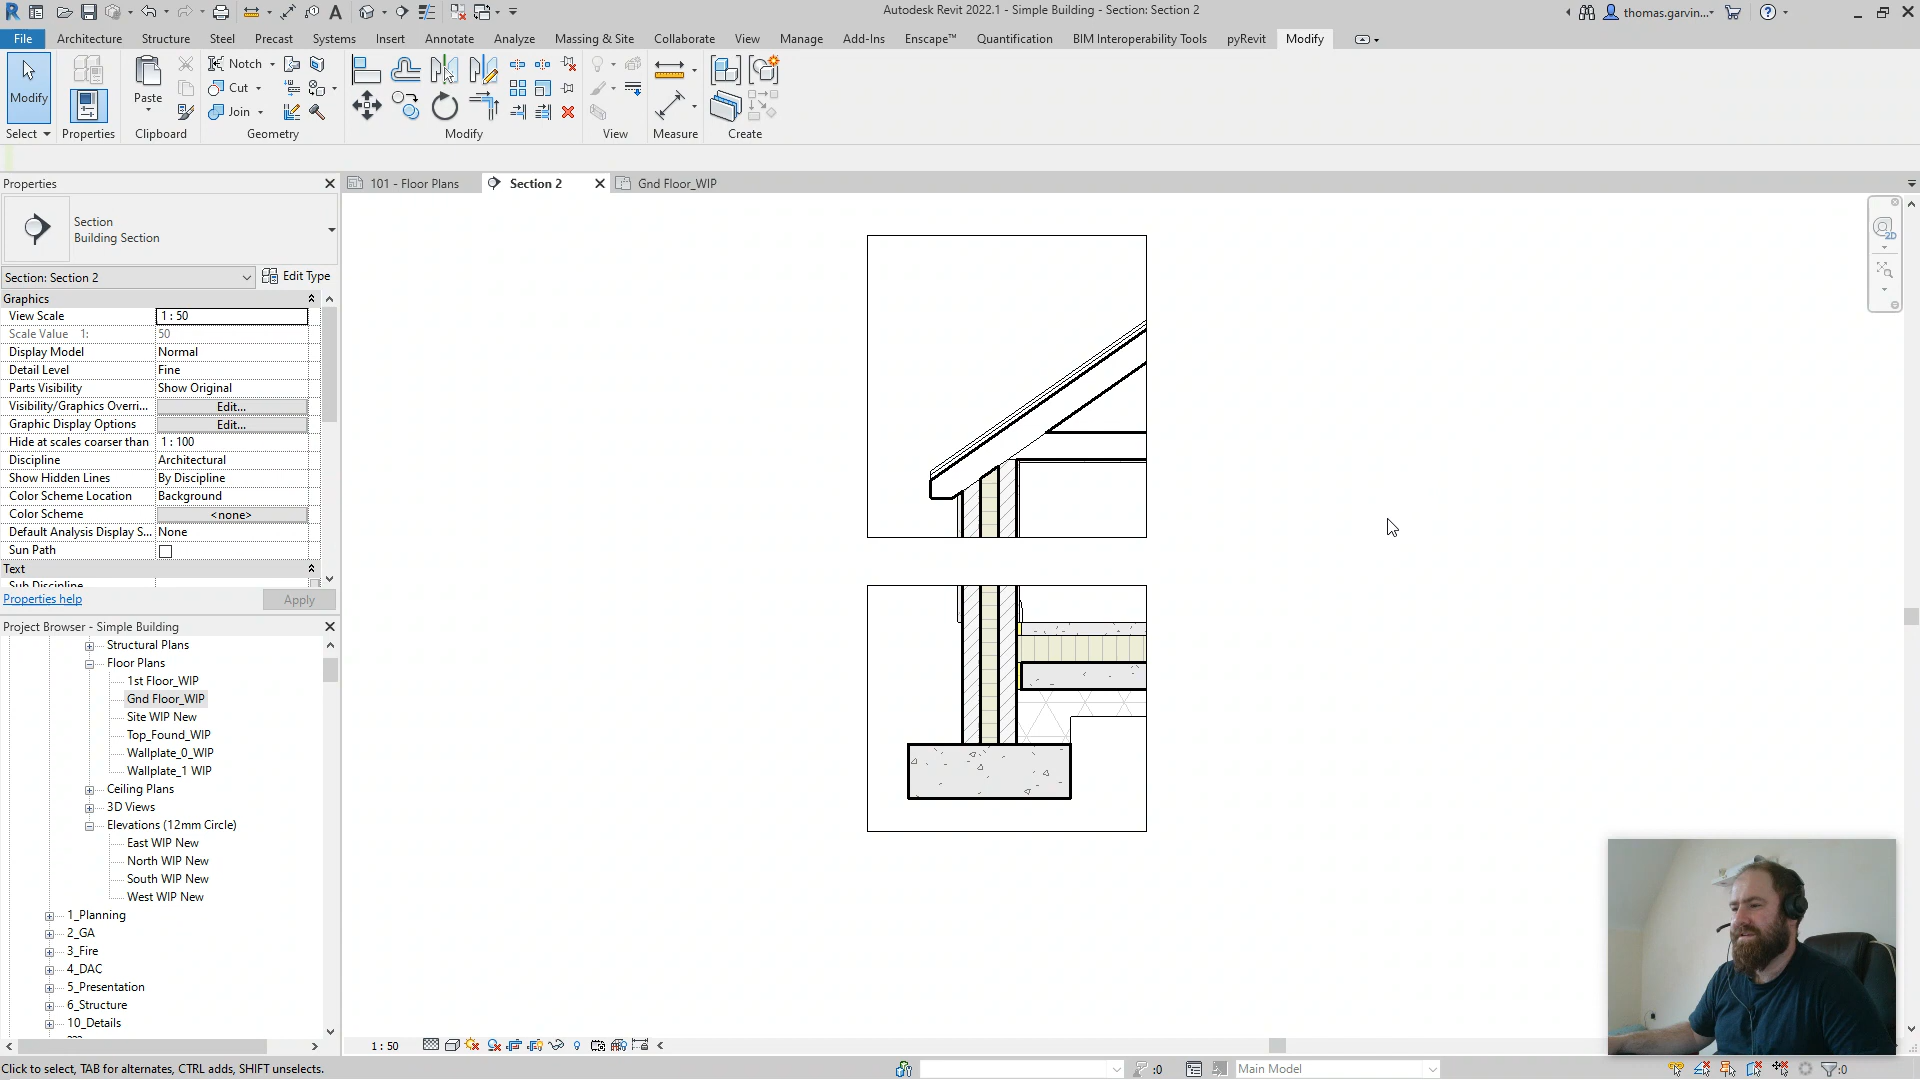 Autodesk Revit 2022.1 - Simple Building - Section: Section 2
thomas.garvin...
File Architecture Structure Steel Precast Systems Insert Annotate Analyze Massing & Site Collaborate View Manage Add-Ins Enscape™ Quantification BIM Interoperability Tools pyRevit Modify
Modify
Paste
Notch
Cut
Join
Select Properties Clipboard Geometry Modify View Measure Create
Properties
101 - Floor Plans
Section 2
Gnd Floor_WIP
Section
Building Section
2D
Section: Section 2
Edit Type
Graphics
View Scale 1 : 50
Scale Value 1: 50
Display Model Normal
Detail Level Fine
Parts Visibility Show Original
Visibility/Graphics Overri... Edit...
Graphic Display Options Edit...
Hide at scales coarser than 1 : 100
Discipline Architectural
Show Hidden Lines By Discipline
Color Scheme Location Background
Color Scheme <none>
Default Analysis Display S... None
Sun Path
Text
Sub Discipline
Properties help
Apply
Project Browser - Simple Building
Structural Plans
Floor Plans
1st Floor_WIP
Gnd Floor_WIP
Site WIP New
Top_Found_WIP
Wallplate_0_WIP
Wallplate_1 WIP
Ceiling Plans
3D Views
Elevations (12mm Circle)
East WIP New
North WIP New
South WIP New
West WIP New
1_Planning
2_GA
3_Fire
4_DAC
5_Presentation
6_Structure
10_Details
1 : 50
Click to select, TAB for alternates, CTRL adds, SHIFT unselects.
:0
Main Model
:0